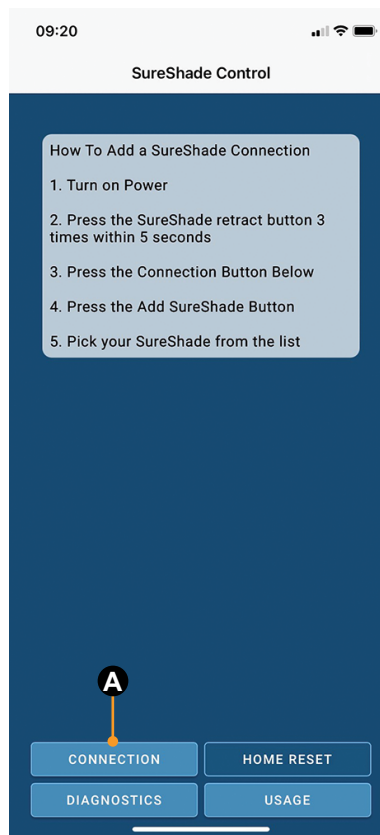 09:20
SureShade Control
How To Add a SureShade Connection
1. Turn on Power
2. Press the SureShade retract button 3
times within 5 seconds
3. Press the Connection Button Below
4. Press the Add SureShade Button
5. Pick your SureShade from the list
A
CONNECTION HOME RESET
DIAGNOSTICS USAGE